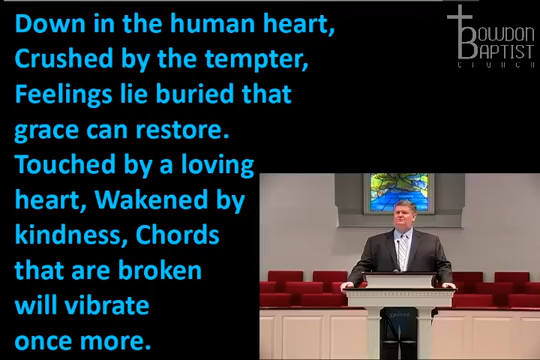 Down in the human heart,
Crushed by the tempter,
Feelings lie buried that
grace can restore.
Touched by a loving
heart, Wakened by
kindness, Chords
that are broken
will vibrate
once more.
Bowdon
Baptist
CHURCH